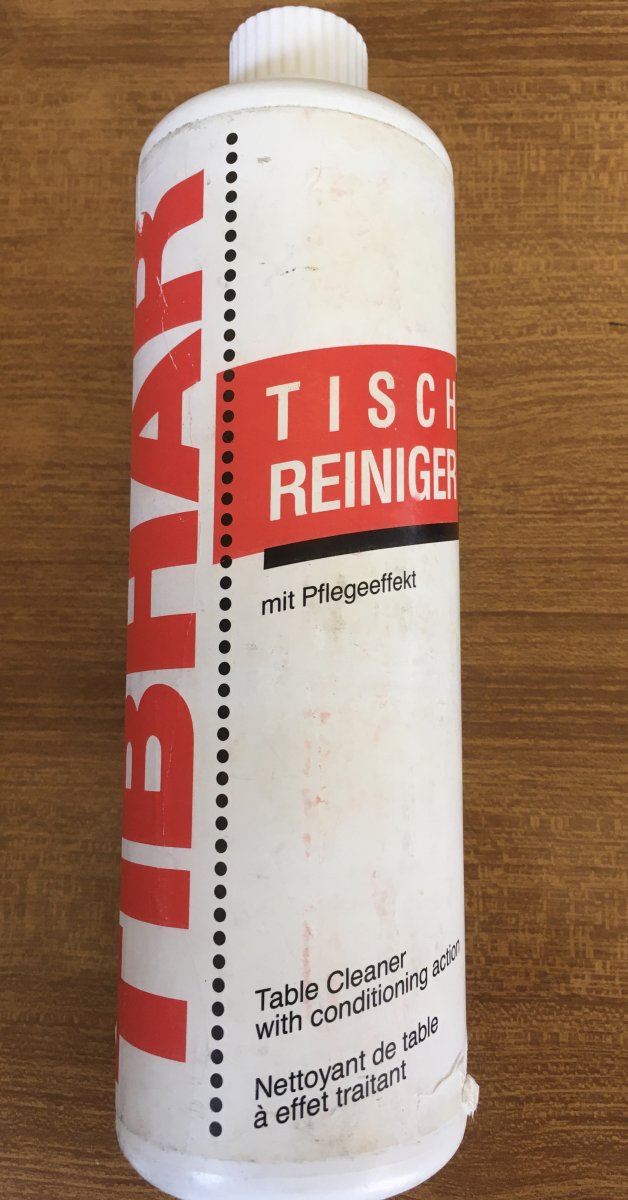 TIBHAR
TISCH
REINIGER
mit Pflegeeffekt
Table Cleaner
with conditioning action
Nettoyant de table
à effet traitant